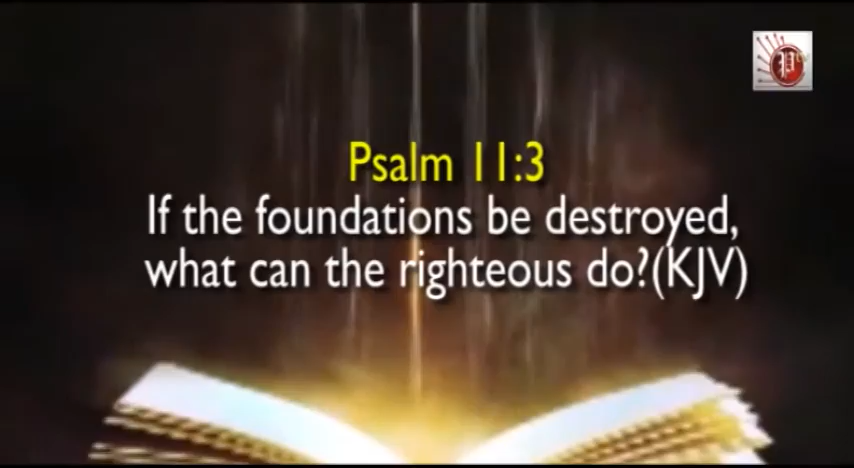 Psalm 11:3
If the foundations be destroyed,
what can the righteous do?(KJV)